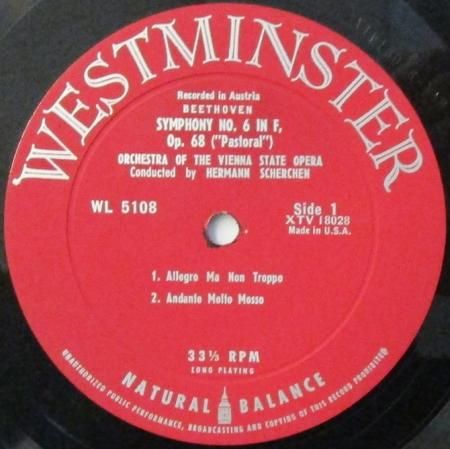 WESTMINSTER
Recorded in Austria
BEETHOVEN
SYMPHONY NO. 6 IN F,
Op. 68 ("Pastoral")
ORCHESTRA OF THE VIENNA STATE OPERA
Conducted by HERMANN SCHERCHEN
WL 5108
Side 1
XTV 18028
Made in U.S.A.
1. Allegro Ma Non Troppo
2. Andante Molto Mosso
33⅓ RPM
LONG PLAYING
NATURAL BALANCE
UNAUTHORIZED PUBLIC PERFORMANCE, BROADCASTING AND COPYING OF THIS RECORD PROHIBITED